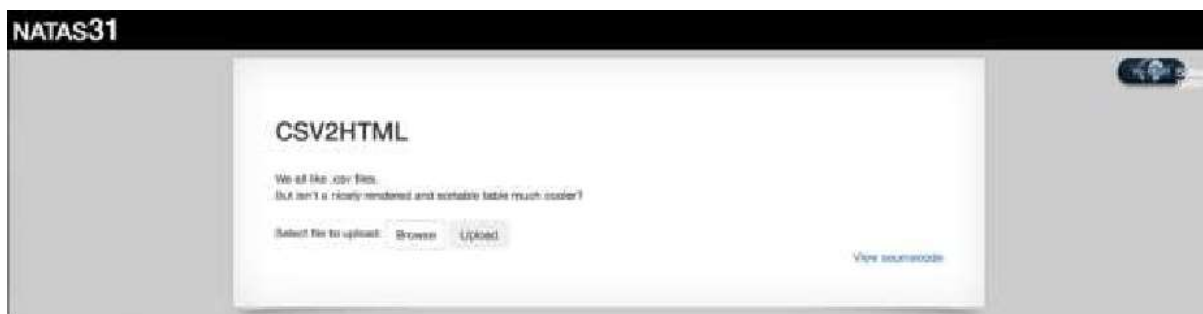 NATAS31
CSV2HTML
We all like .csv files.
But isn't a nicely rendered and sortable table much cooler?
Select file to upload: Browse Upload
View sourcecode